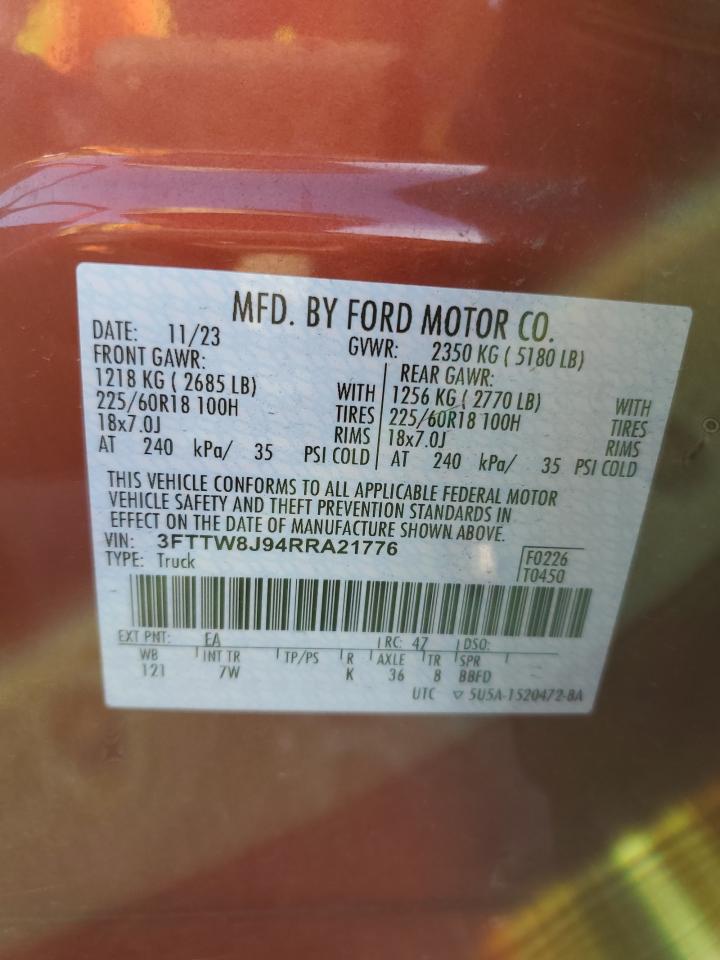 MFD. BY FORD MOTOR CO.
DATE: 11/23 GVWR: 2350 KG ( 5180 LB)
FRONT GAWR: REAR GAWR:
1218 KG ( 2685 LB) WITH 1256 KG ( 2770 LB) WITH
225/60R18 100H TIRES 225/60R18 100H TIRES
18x7.0J RIMS 18x7.0J RIMS
AT 240 kPa/ 35 PSI COLD AT 240 kPa/ 35 PSI COLD
THIS VEHICLE CONFORMS TO ALL APPLICABLE FEDERAL MOTOR
VEHICLE SAFETY AND THEFT PREVENTION STANDARDS IN
EFFECT ON THE DATE OF MANUFACTURE SHOWN ABOVE.
VIN: 3FTTW8J94RRA21776
TYPE: Truck
F0226
T0450
EXT PNT: EA RC: 47 DSO:
WB INT TR TP/PS R AXLE TR SPR
121 7W K 36 8 BBFD
UTC ▽ 5U5A-1520472-BA